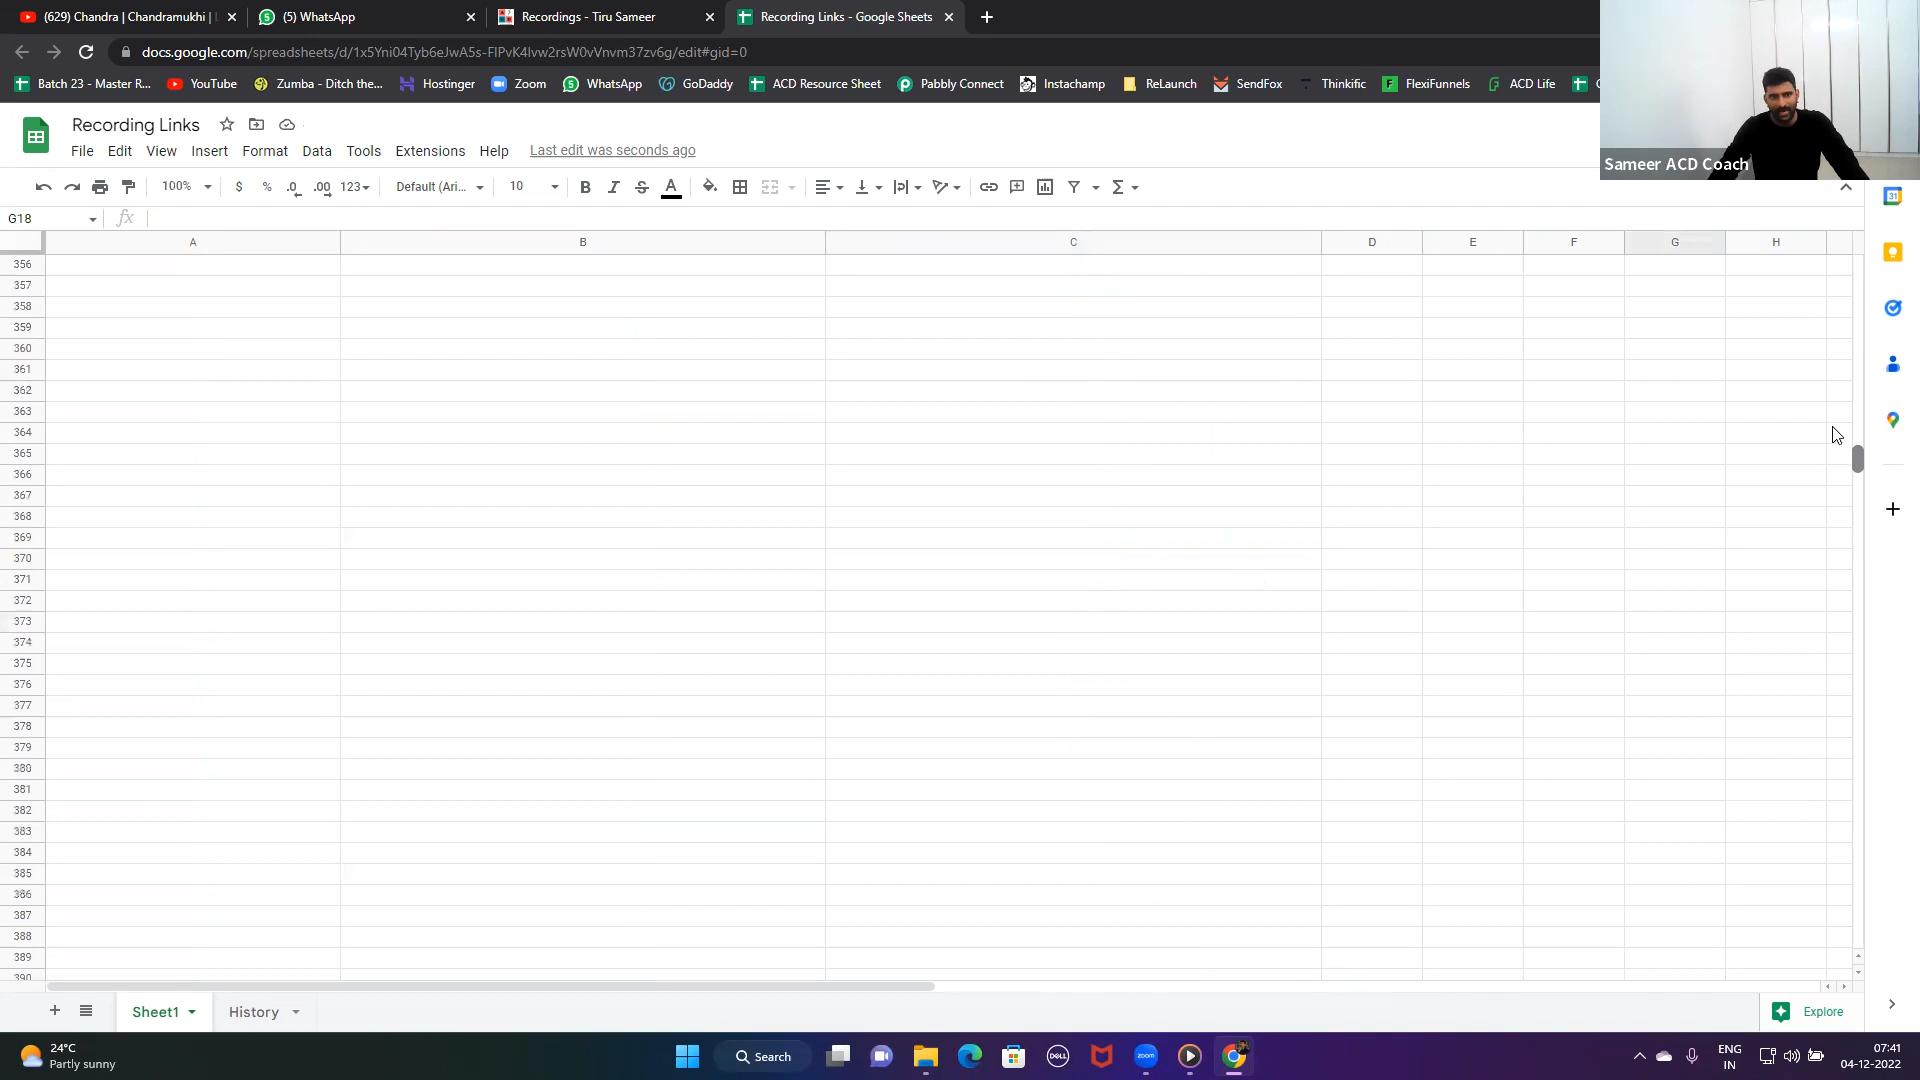 (629) Chandra | Chandramukhi |
(5) WhatsApp
Recordings - Tiru Sameer
Recording Links - Google Sheets
docs.google.com/spreadsheets/d/1x5Yni04Tyb6eJwA5s-FIPvK4lvw2rsW0vVnvm37zv6g/edit#gid=0
Batch 23 - Master R... YouTube Zumba - Ditch the... Hostinger Zoom WhatsApp GoDaddy ACD Resource Sheet Pabbly Connect Instachamp ReLaunch SendFox Thinkific FlexiFunnels ACD Life
Sameer ACD Coach
Recording Links
File Edit View Insert Format Data Tools Extensions Help Last edit was seconds ago
100% $ % .0 .00 123 Default (Ari... 10 B I S A
G18 fx
A B C D E F G H
356
357
358
359
360
361
362
363
364
365
366
367
368
369
370
371
372
373
374
375
376
377
378
379
380
381
382
383
384
385
386
387
388
389
390
Sheet1 History Explore
24°C
Partly sunny
Search
DELL
zoom
ENG
IN
07:41
04-12-2022